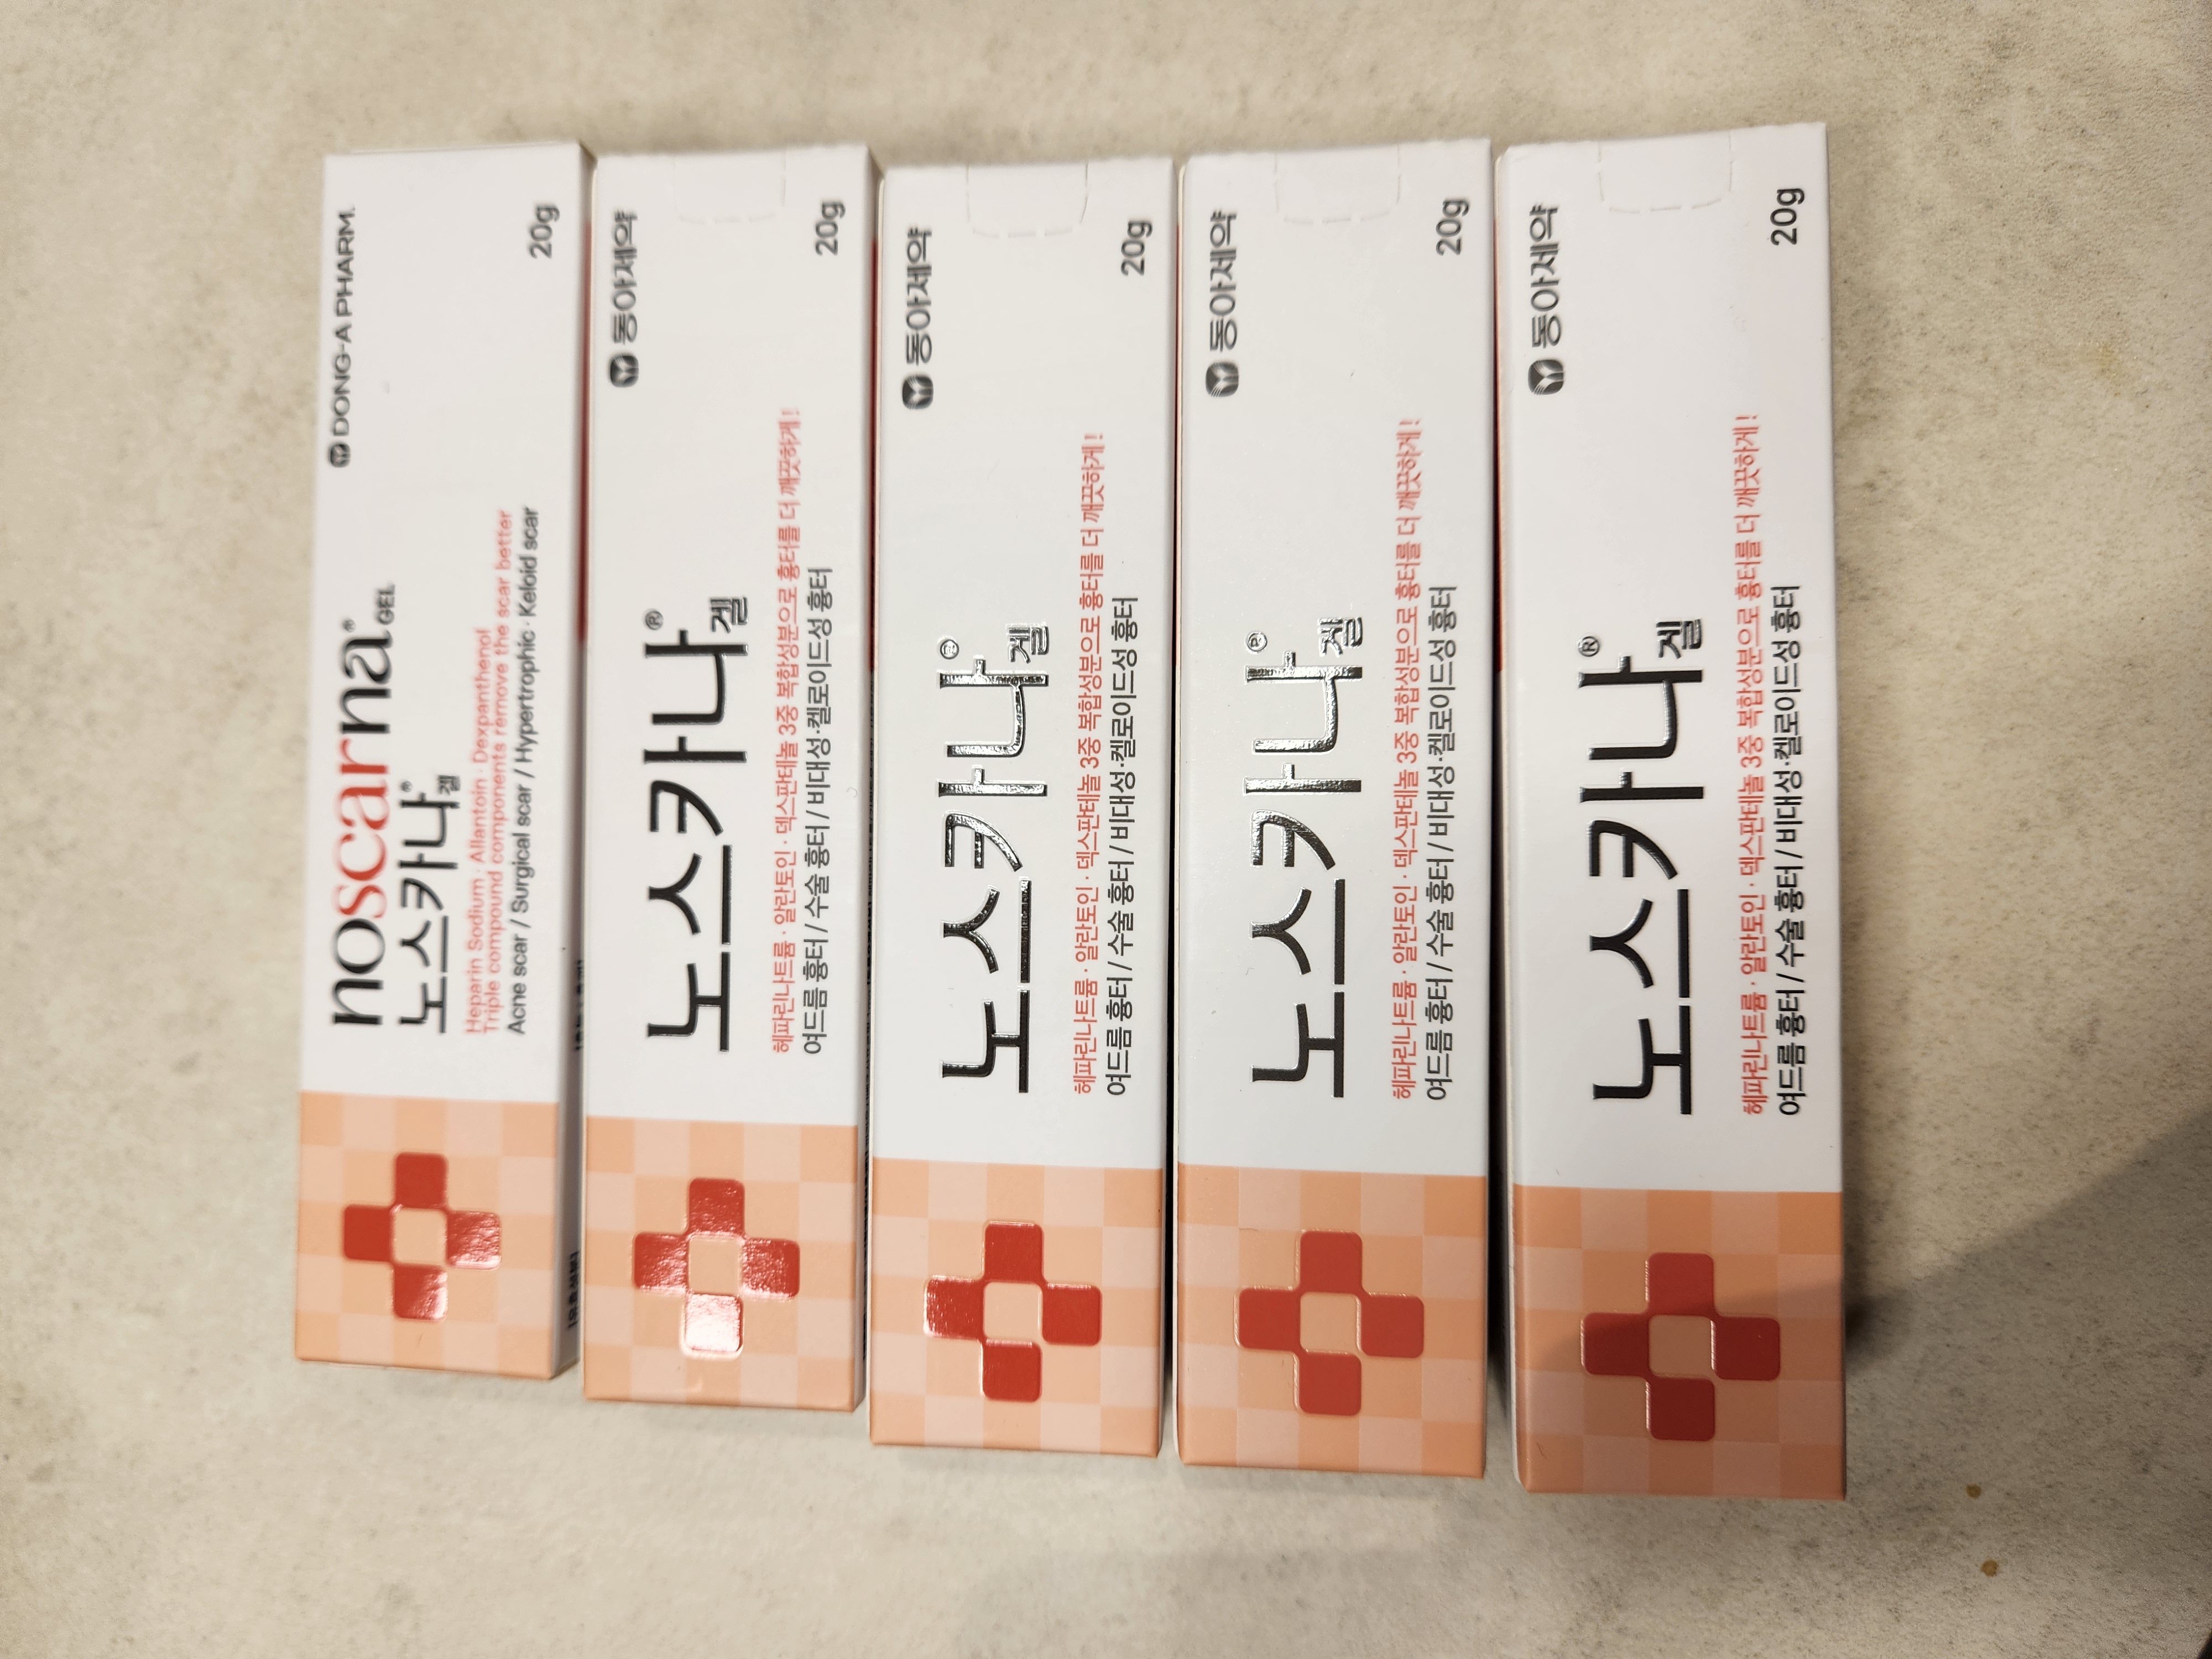 DONG-A PHARM.
noscarna® GEL
노스카나® 겔
Heparin Sodium · Allantoin · Dexpanthenol
Triple compound components remove the scar better
Acne scar / Surgical scar / Hypertrophic · Keloid scar
20g
동아제약
노스카나® 겔
헤파린나트륨 · 알란토인 · 덱스판테놀 3중 복합성분으로 흉터를 더 깨끗하게!
여드름 흉터 / 수술 흉터 / 비대성·켈로이드성 흉터
20g
동아제약
노스카나® 겔
헤파린나트륨 · 알란토인 · 덱스판테놀 3중 복합성분으로 흉터를 더 깨끗하게!
여드름 흉터 / 수술 흉터 / 비대성·켈로이드성 흉터
20g
동아제약
노스카나® 겔
헤파린나트륨 · 알란토인 · 덱스판테놀 3중 복합성분으로 흉터를 더 깨끗하게!
여드름 흉터 / 수술 흉터 / 비대성·켈로이드성 흉터
20g
동아제약
노스카나® 겔
헤파린나트륨 · 알란토인 · 덱스판테놀 3중 복합성분으로 흉터를 더 깨끗하게!
여드름 흉터 / 수술 흉터 / 비대성·켈로이드성 흉터
20g